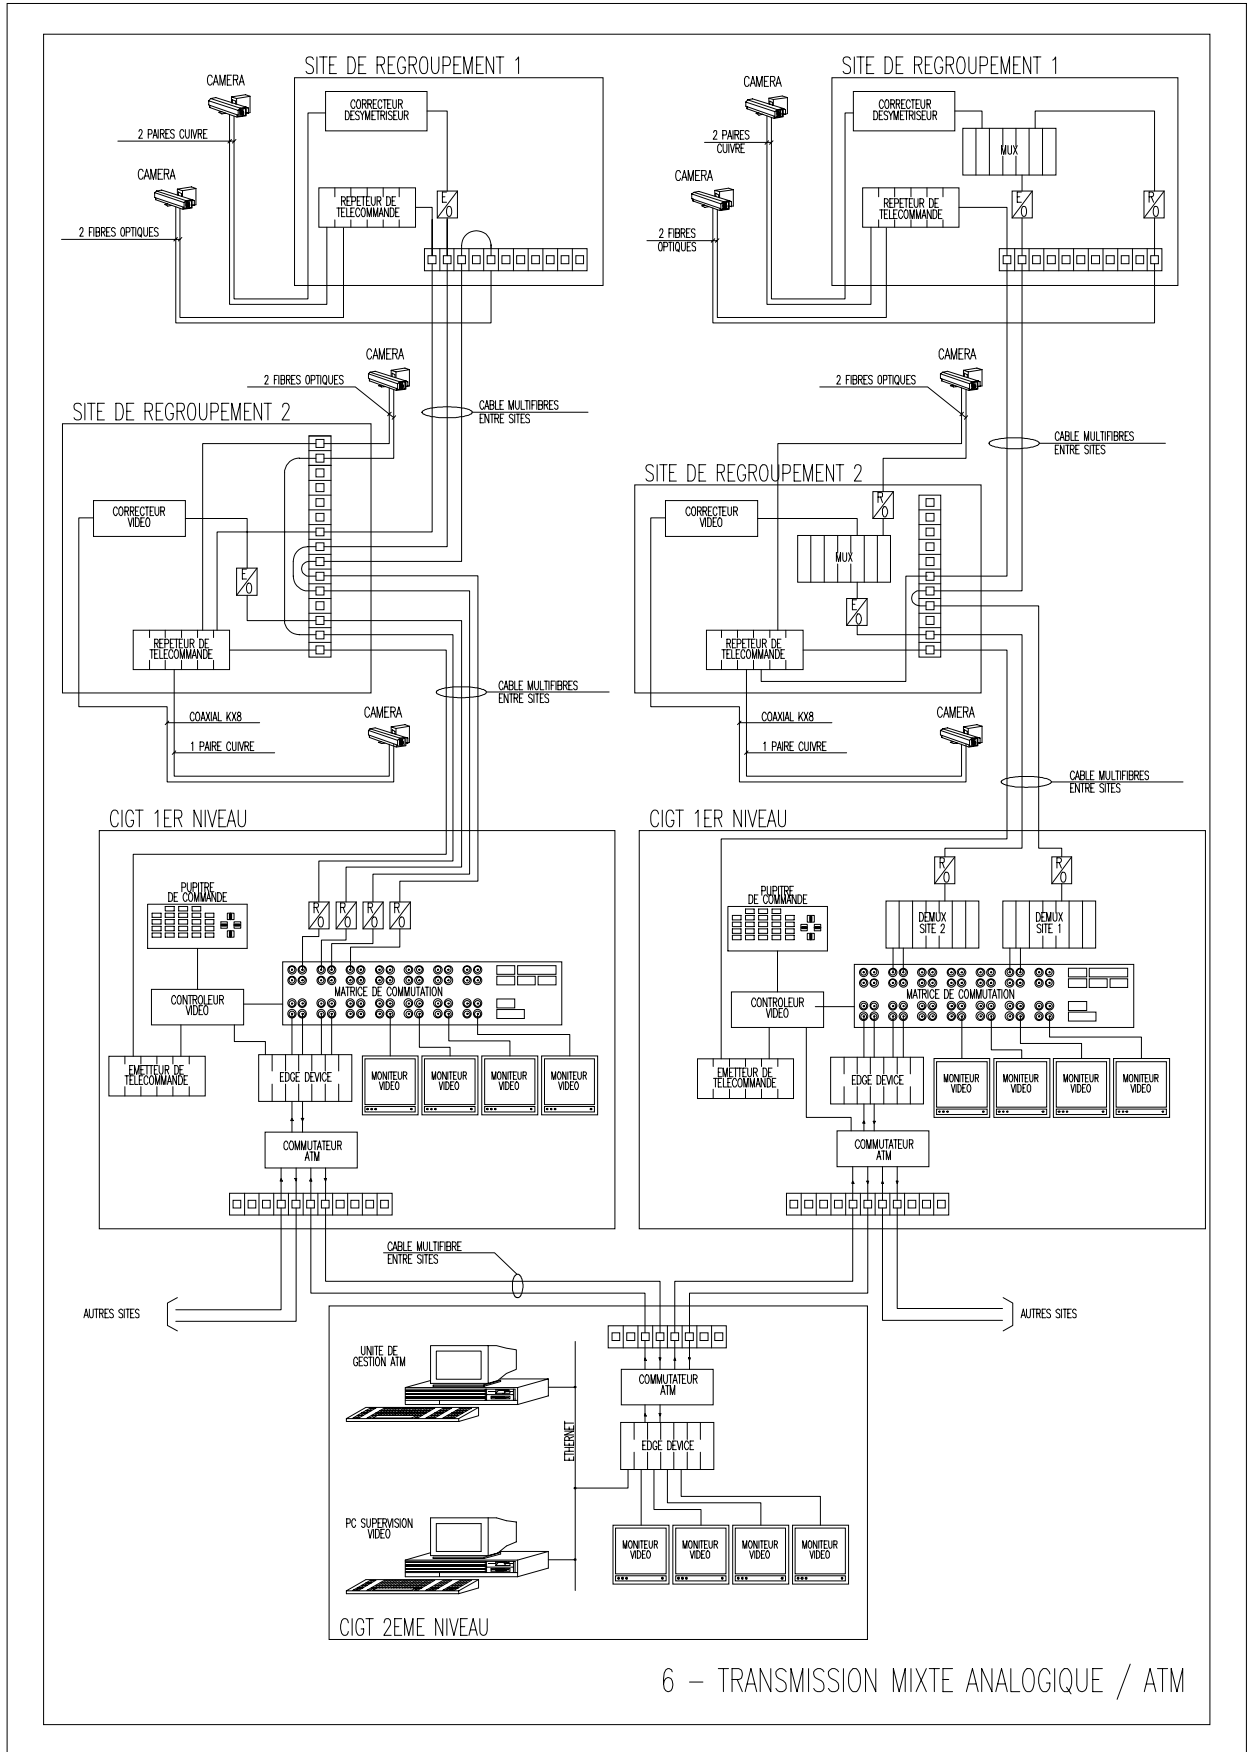 SITE DE REGROUPEMENT 1
CAMERA
CORRECTEUR
DESYMETRISEUR
2 PAIRES CUIVRE
CAMERA
REPETEUR DE
TELECOMMANDE
E
O
2 FIBRES OPTIQUES
SITE DE REGROUPEMENT 1
CAMERA
CORRECTEUR
DESYMETRISEUR
2 PAIRES
CUIVRE
MUX
CAMERA
REPETEUR DE
TELECOMMANDE
E
O
R
O
2 FIBRES
OPTIQUES
CAMERA
2 FIBRES OPTIQUES
CABLE MULTIFIBRES
ENTRE SITES
SITE DE REGROUPEMENT 2
CORRECTEUR
VIDEO
E
O
REPETEUR DE
TELECOMMANDE
CABLE MULTIFIBRES
ENTRE SITES
COAXIAL KX8
CAMERA
1 PAIRE CUIVRE
CAMERA
2 FIBRES OPTIQUES
CABLE MULTIFIBRES
ENTRE SITES
SITE DE REGROUPEMENT 2
R
O
CORRECTEUR
VIDEO
MUX
E
O
REPETEUR DE
TELECOMMANDE
COAXIAL KX8
CAMERA
1 PAIRE CUIVRE
CABLE MULTIFIBRES
ENTRE SITES
CIGT 1ER NIVEAU
PUPITRE
DE COMMANDE
R
O
R
O
R
O
R
O
MATRICE DE COMMUTATION
CONTROLEUR
VIDEO
EMETTEUR DE
TELECOMMANDE
EDGE DEVICE
MONITEUR
VIDEO
MONITEUR
VIDEO
MONITEUR
VIDEO
MONITEUR
VIDEO
COMMUTATEUR
ATM
CIGT 1ER NIVEAU
R
O
R
O
PUPITRE
DE COMMANDE
DEMUX
SITE 2
DEMUX
SITE 1
MATRICE DE COMMUTATION
CONTROLEUR
VIDEO
EMETTEUR DE
TELECOMMANDE
EDGE DEVICE
MONITEUR
VIDEO
MONITEUR
VIDEO
MONITEUR
VIDEO
MONITEUR
VIDEO
COMMUTATEUR
ATM
CABLE MULTIFIBRE
ENTRE SITES
AUTRES SITES
AUTRES SITES
UNITE DE
GESTION ATM
COMMUTATEUR
ATM
ETHERNET
EDGE DEVICE
PC SUPERVISION
VIDEO
MONITEUR
VIDEO
MONITEUR
VIDEO
MONITEUR
VIDEO
MONITEUR
VIDEO
CIGT 2EME NIVEAU
6 – TRANSMISSION MIXTE ANALOGIQUE / ATM